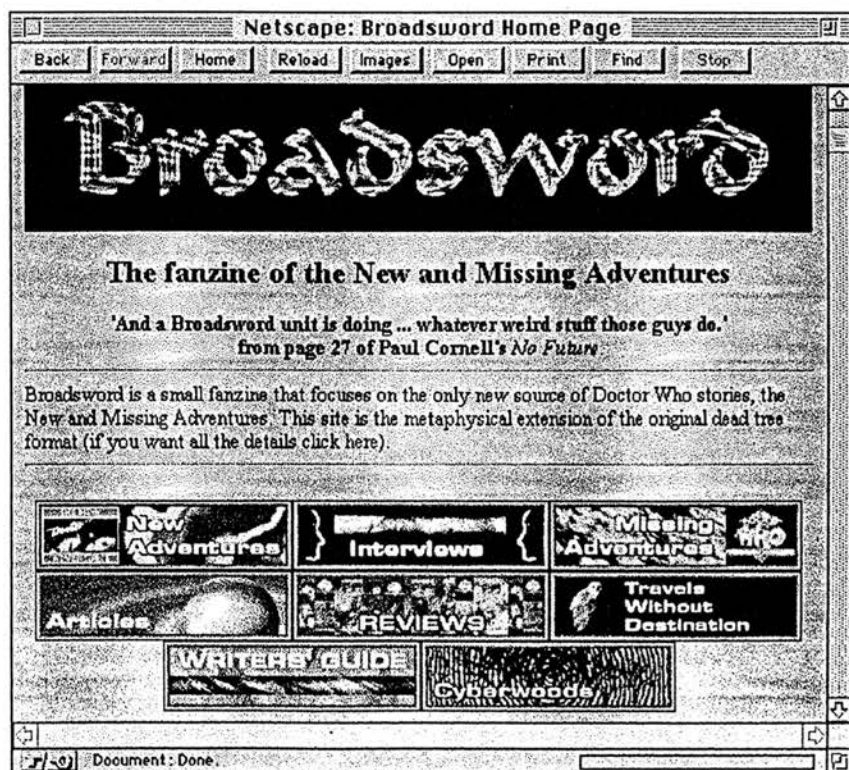 Netscape: Broadsword Home Page
Back Forward Home Reload Images Open Print Find Stop
Broadsword
The fanzine of the New and Missing Adventures
'And a Broadsword unit is doing ... whatever weird stuff those guys do.'
from page 27 of Paul Cornell's No Future
Broadsword is a small fanzine that focuses on the only new source of Doctor Who stories, the
New and Missing Adventures. This site is the metaphysical extension of the original dead tree
format (if you want all the details click here).
New Adventures
Interviews
Missing Adventures
WHO
Articles
REVIEWS
Travels Without Destination
WRITERS' GUIDE
Cyberwoods
Document: Done.